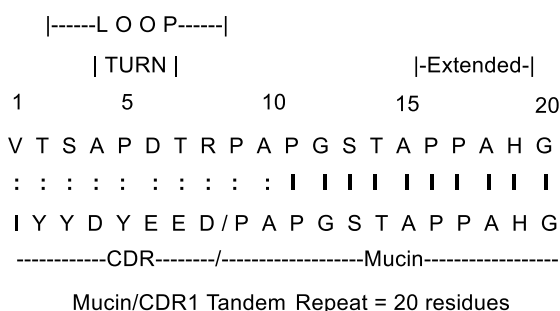 |------L O O P------|
| TURN | |-Extended-|
1 5 10 15 20
V T S A P D T R P A P G S T A P P A H G
: : : : : : : : : : I I I I I I I I I I
I Y Y D Y E E D / P A P G S T A P P A H G
------------CDR--------/-------------------Mucin------------------
Mucin/CDR1 Tandem Repeat = 20 residues